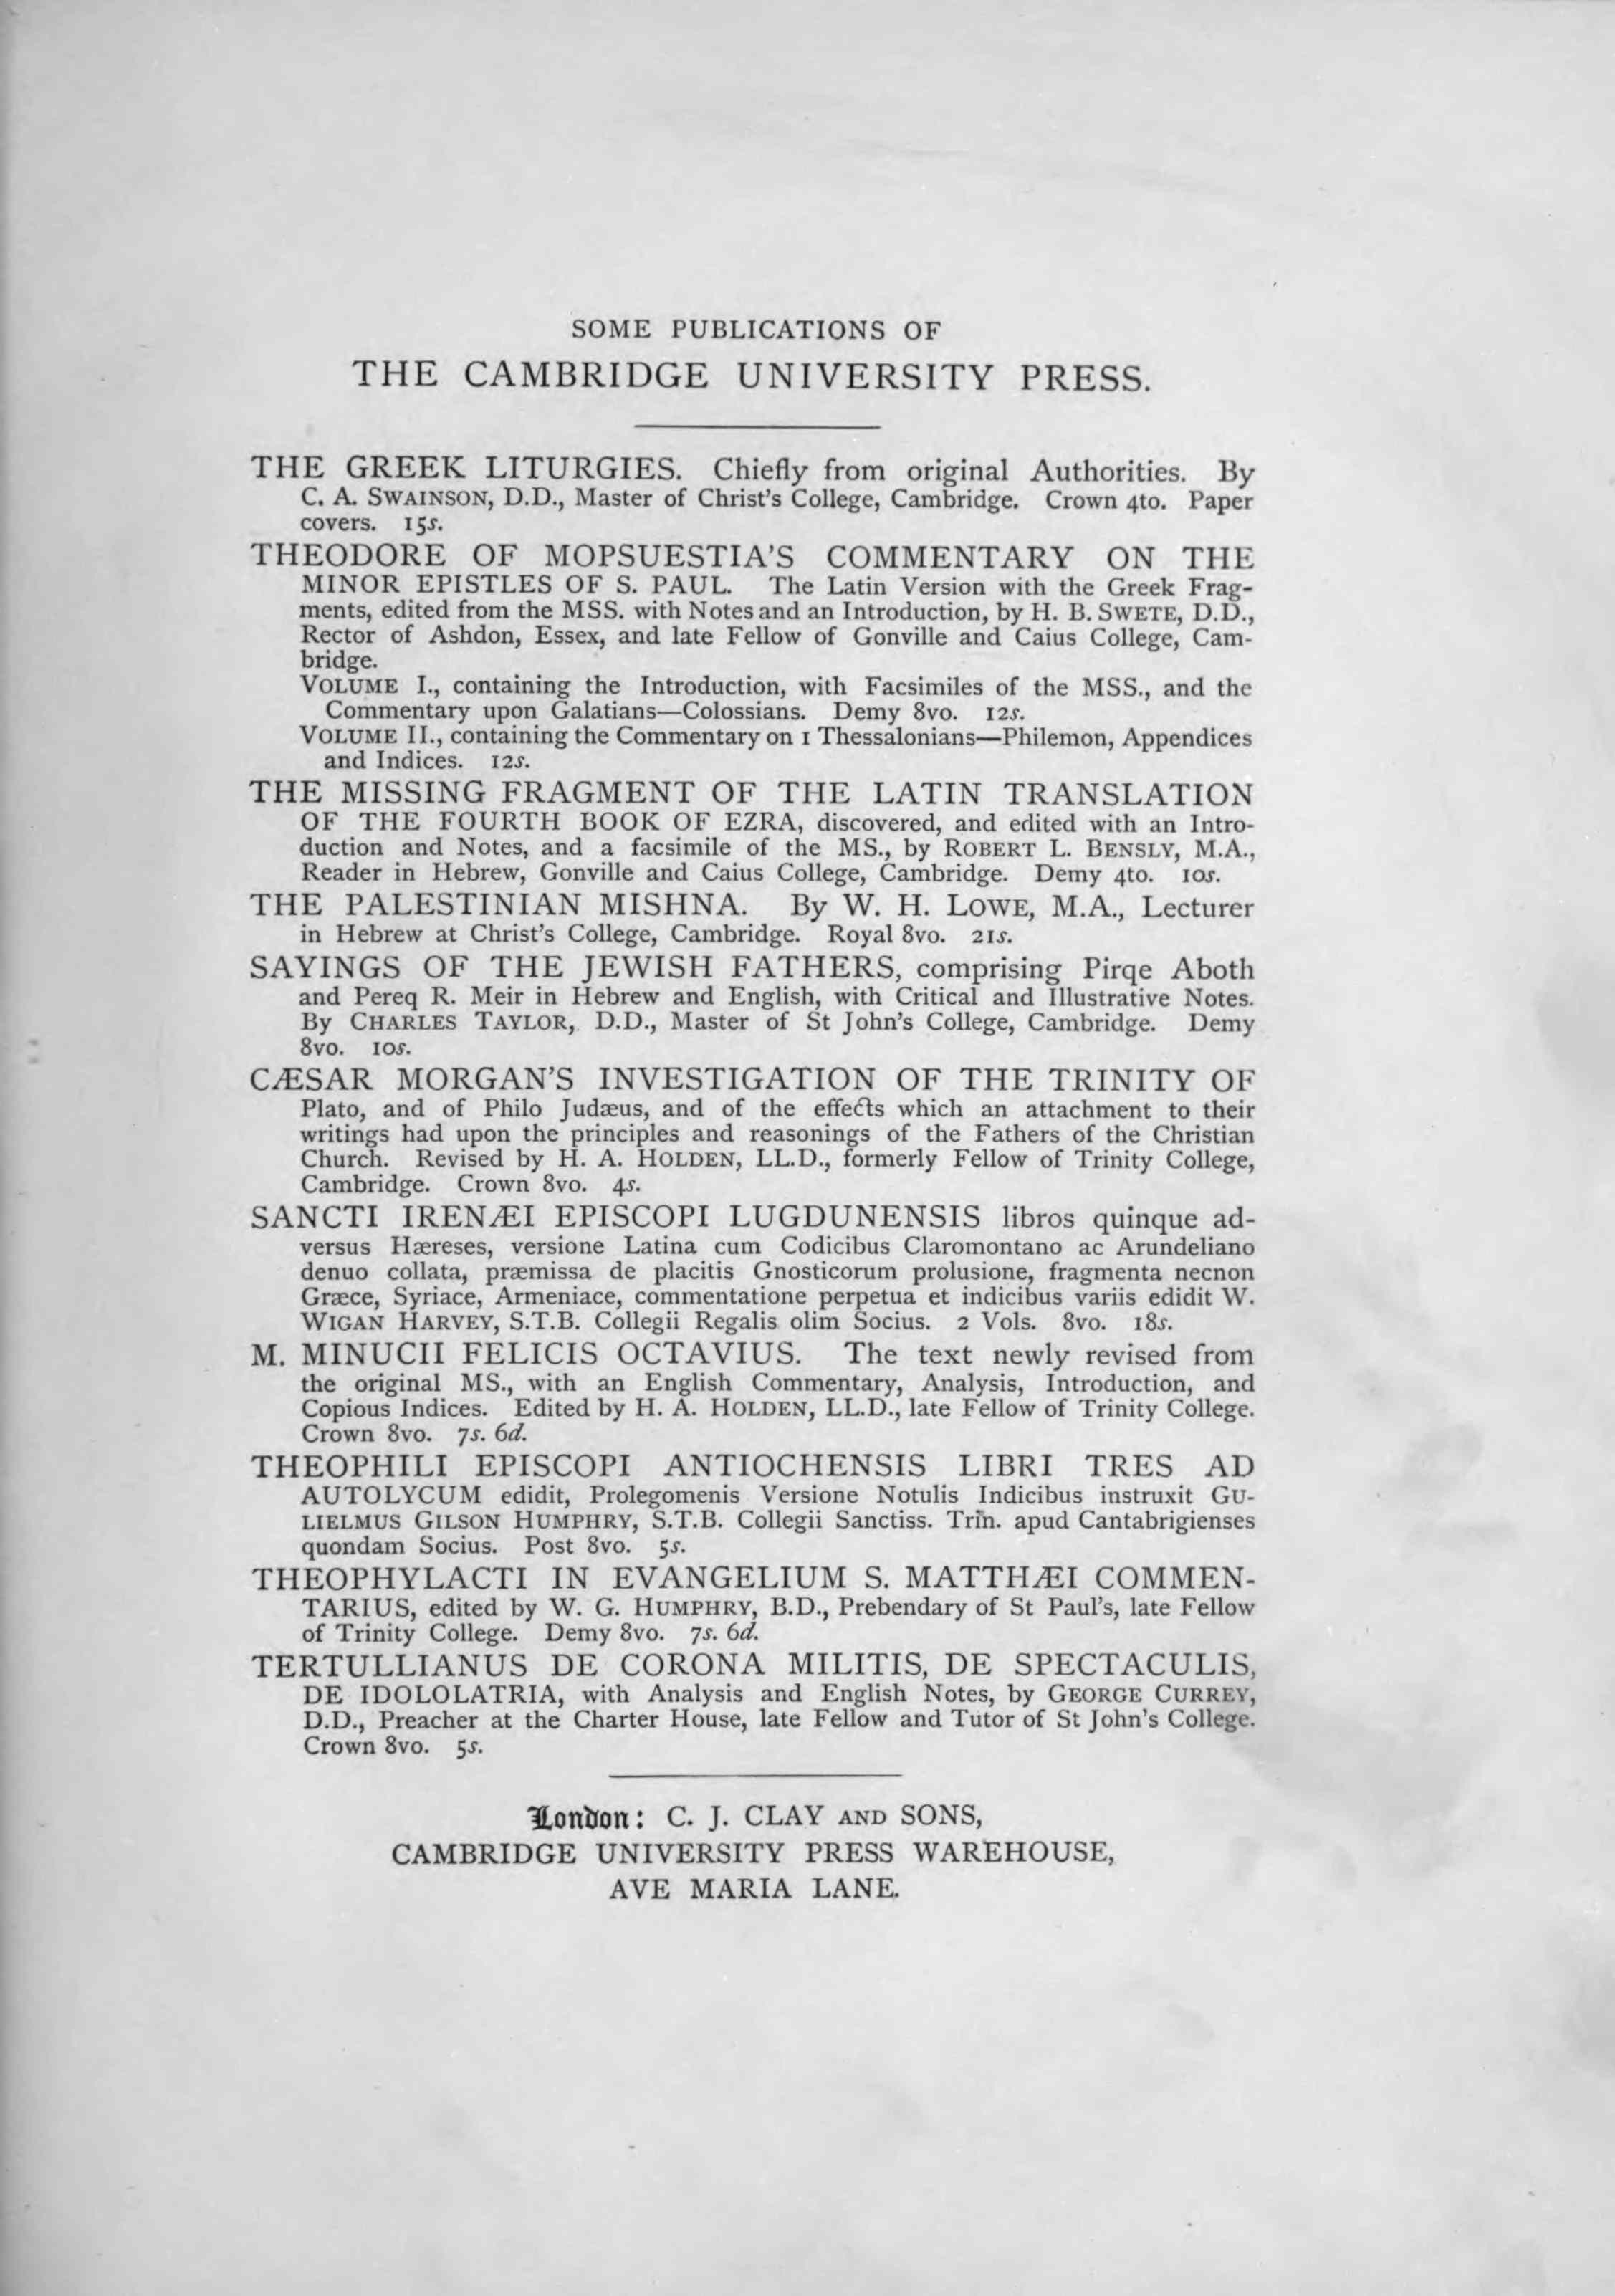 SOME PUBLICATIONS OF
THE CAMBRIDGE UNIVERSITY PRESS.
THE GREEK LITURGIES. Chiefly from original Authorities. By
C. A. SWAINSON, D.D., Master of Christ's College, Cambridge. Crown 4to. Paper
covers. 15s.
THEODORE OF MOPSUESTIA'S COMMENTARY ON THE
MINOR EPISTLES OF S. PAUL. The Latin Version with the Greek Frag-
ments, edited from the MSS. with Notes and an Introduction, by H. B. SWETE, D.D.,
Rector of Ashdon, Essex, and late Fellow of Gonville and Caius College, Cam-
bridge.
VOLUME I., containing the Introduction, with Facsimiles of the MSS., and the
Commentary upon Galatians—Colossians. Demy 8vo. 12s.
VOLUME II., containing the Commentary on 1 Thessalonians—Philemon, Appendices
and Indices. 12s.
THE MISSING FRAGMENT OF THE LATIN TRANSLATION
OF THE FOURTH BOOK OF EZRA, discovered, and edited with an Intro-
duction and Notes, and a facsimile of the MS., by ROBERT L. BENSLY, M.A.,
Reader in Hebrew, Gonville and Caius College, Cambridge. Demy 4to. 10s.
THE PALESTINIAN MISHNA. By W. H. LOWE, M.A., Lecturer
in Hebrew at Christ's College, Cambridge. Royal 8vo. 21s.
SAYINGS OF THE JEWISH FATHERS, comprising Pirqe Aboth
and Pereq R. Meir in Hebrew and English, with Critical and Illustrative Notes.
By CHARLES TAYLOR, D.D., Master of St John's College, Cambridge. Demy
8vo. 10s.
CÆSAR MORGAN'S INVESTIGATION OF THE TRINITY OF
Plato, and of Philo Judæus, and of the effects which an attachment to their
writings had upon the principles and reasonings of the Fathers of the Christian
Church. Revised by H. A. HOLDEN, LL.D., formerly Fellow of Trinity College,
Cambridge. Crown 8vo. 4s.
SANCTI IRENÆI EPISCOPI LUGDUNENSIS libros quinque ad-
versus Hæreses, versione Latina cum Codicibus Claromontano ac Arundeliano
denuo collata, præmissa de placitis Gnosticorum prolusione, fragmenta necnon
Græce, Syriace, Armeniace, commentatione perpetua et indicibus variis edidit W.
WIGAN HARVEY, S.T.B. Collegii Regalis olim Socius. 2 Vols. 8vo. 18s.
M. MINUCII FELICIS OCTAVIUS. The text newly revised from
the original MS., with an English Commentary, Analysis, Introduction, and
Copious Indices. Edited by H. A. HOLDEN, LL.D., late Fellow of Trinity College.
Crown 8vo. 7s. 6d.
THEOPHILI EPISCOPI ANTIOCHENSIS LIBRI TRES AD
AUTOLYCUM edidit, Prolegomenis Versione Notulis Indicibus instruxit GU-
LIELMUS GILSON HUMPHRY, S.T.B. Collegii Sanctiss. Trin. apud Cantabrigienses
quondam Socius. Post 8vo. 5s.
THEOPHYLACTI IN EVANGELIUM S. MATTHÆI COMMEN-
TARIUS, edited by W. G. HUMPHRY, B.D., Prebendary of St Paul's, late Fellow
of Trinity College. Demy 8vo. 7s. 6d.
TERTULLIANUS DE CORONA MILITIS, DE SPECTACULIS,
DE IDOLOLATRIA, with Analysis and English Notes, by GEORGE CURREY,
D.D., Preacher at the Charter House, late Fellow and Tutor of St John's College.
Crown 8vo. 5s.
London: C. J. CLAY AND SONS,
CAMBRIDGE UNIVERSITY PRESS WAREHOUSE,
AVE MARIA LANE.